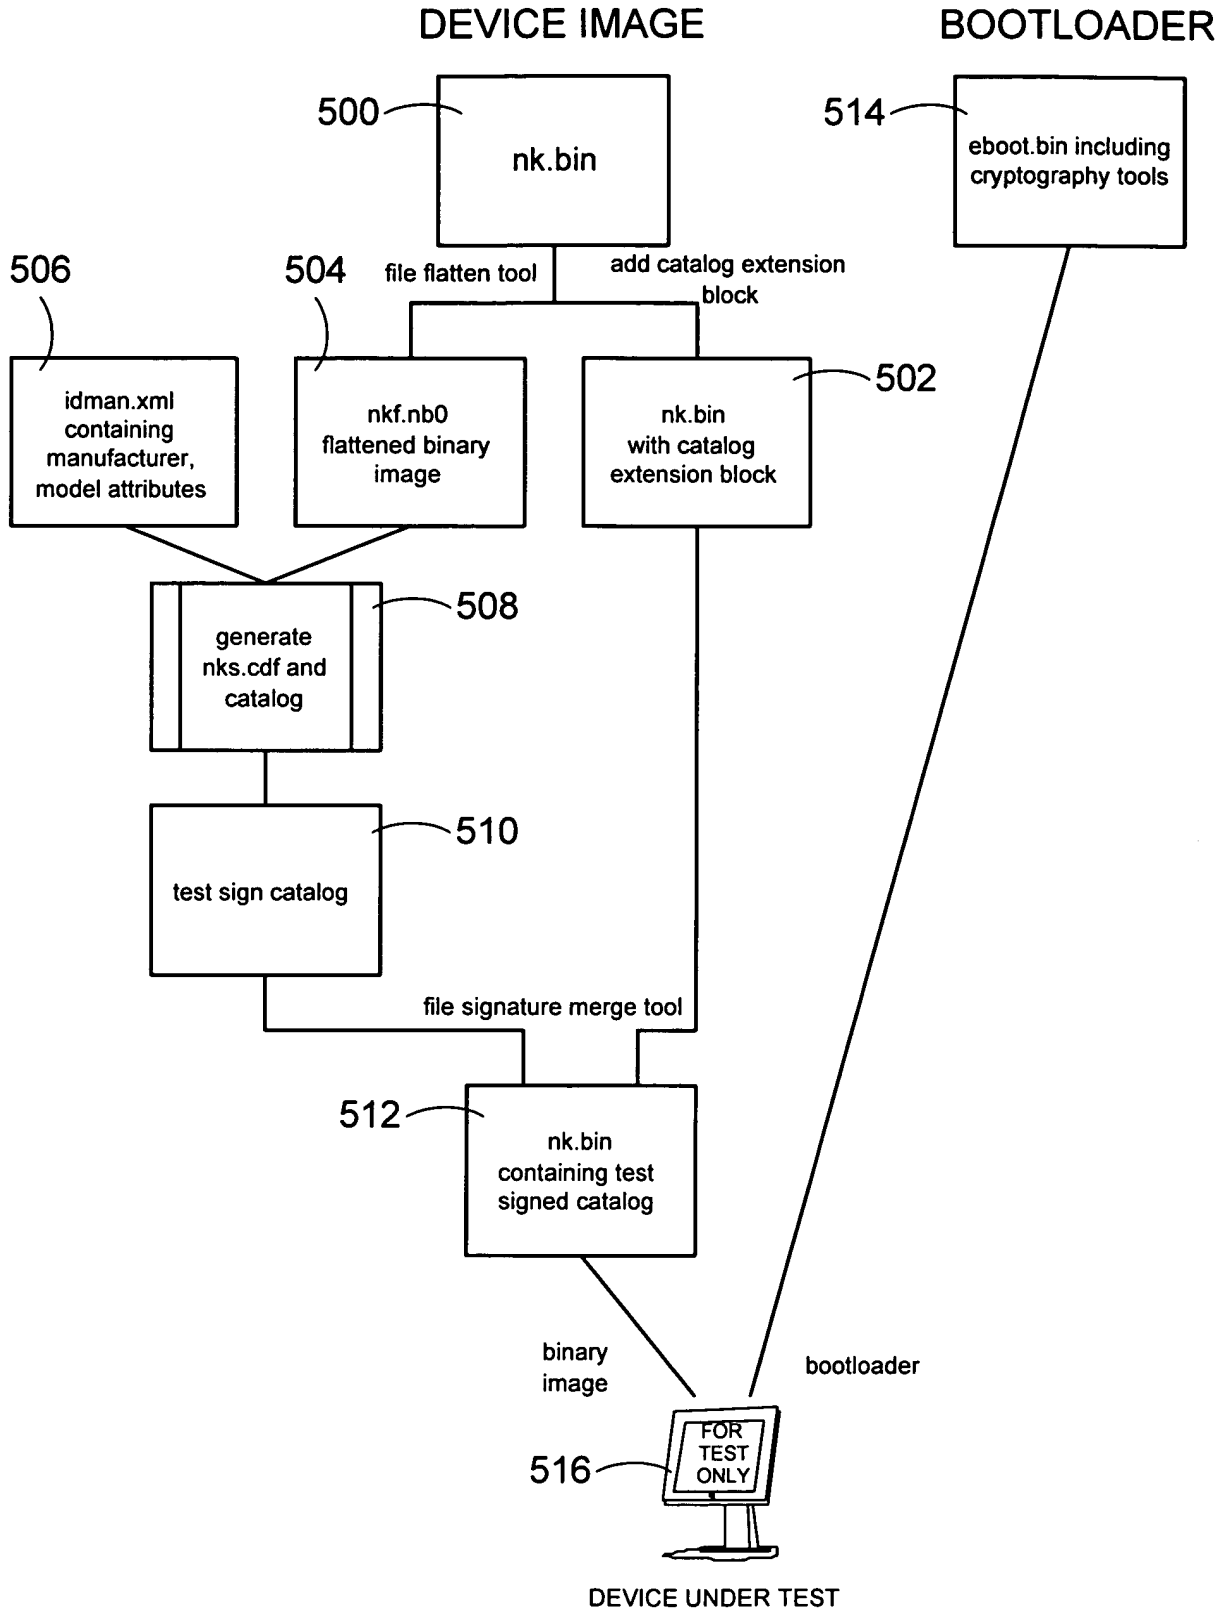 DEVICE IMAGE
BOOTLOADER
500
nk.bin
514
eboot.bin including
cryptography tools
file flatten tool
add catalog extension
block
506
idman.xml
containing
manufacturer,
model attributes
504
nkf.nb0
flattened binary
image
502
nk.bin
with catalog
extension block
508
generate
nks.cdf and
catalog
510
test sign catalog
file signature merge tool
512
nk.bin
containing test
signed catalog
binary
image
bootloader
516
FOR
TEST
ONLY
DEVICE UNDER TEST